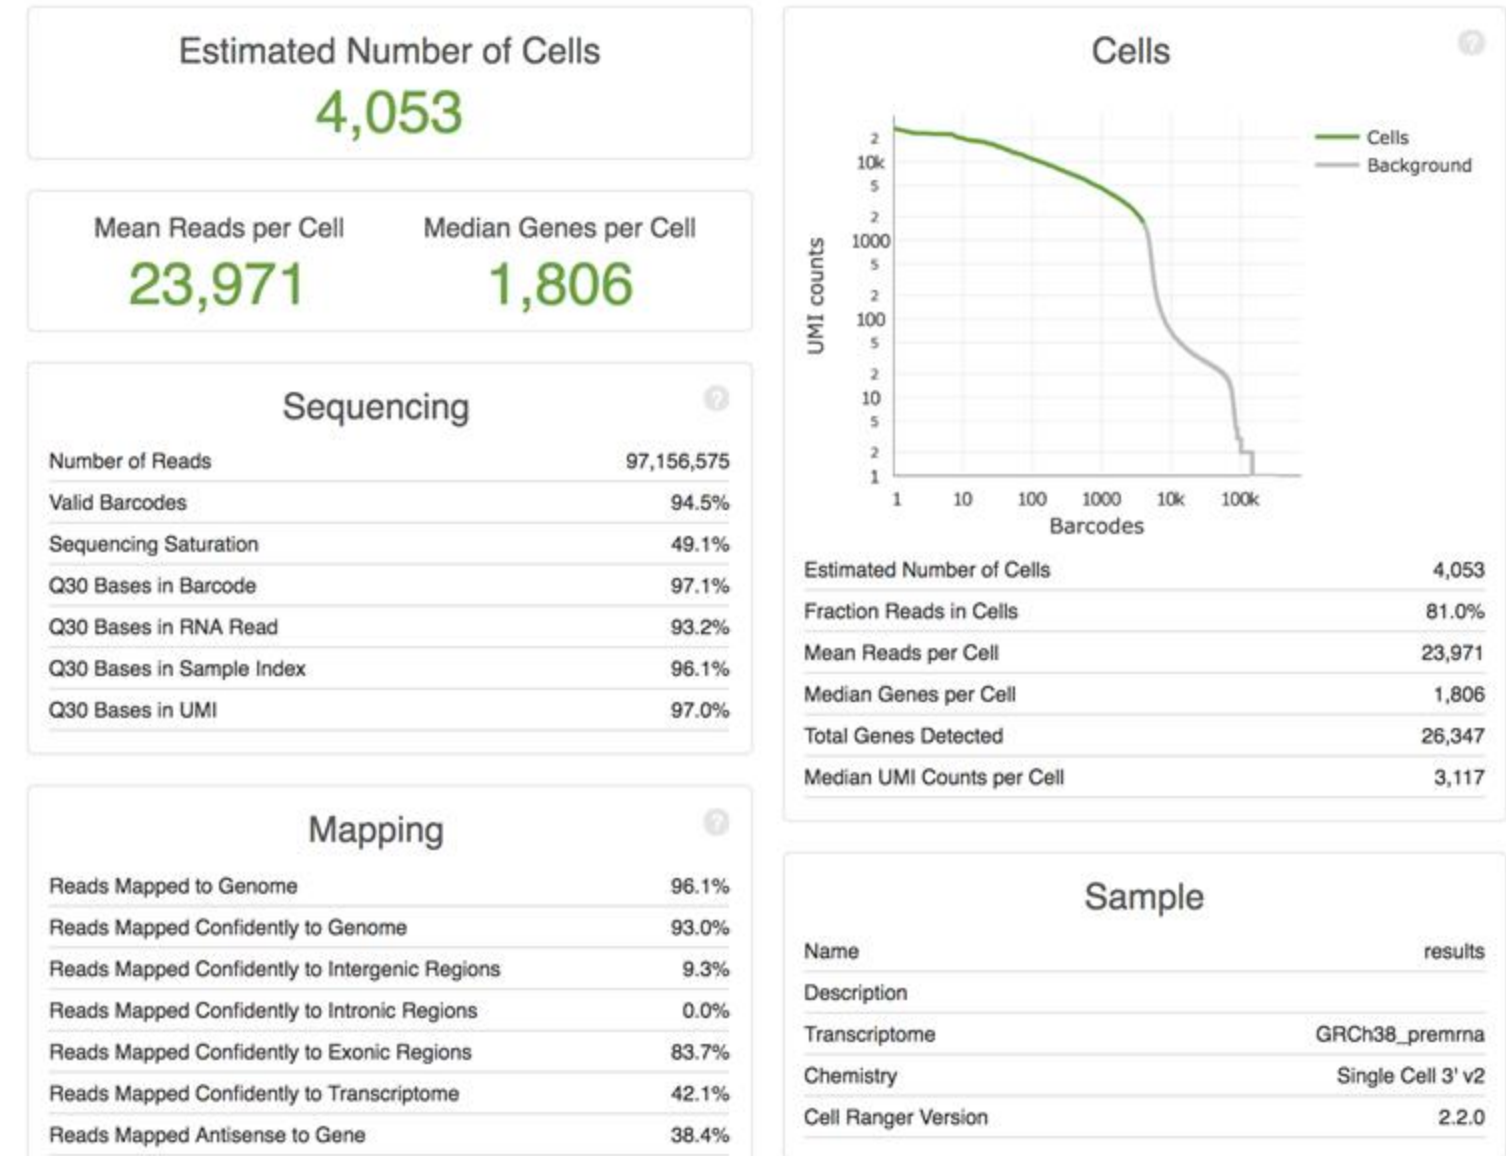 Estimated Number of Cells
4,053
Mean Reads per Cell
23,971
Median Genes per Cell
1,806
Sequencing
?
Number of Reads 97,156,575
Valid Barcodes 94.5%
Sequencing Saturation 49.1%
Q30 Bases in Barcode 97.1%
Q30 Bases in RNA Read 93.2%
Q30 Bases in Sample Index 96.1%
Q30 Bases in UMI 97.0%
Mapping
?
Reads Mapped to Genome 96.1%
Reads Mapped Confidently to Genome 93.0%
Reads Mapped Confidently to Intergenic Regions 9.3%
Reads Mapped Confidently to Intronic Regions 0.0%
Reads Mapped Confidently to Exonic Regions 83.7%
Reads Mapped Confidently to Transcriptome 42.1%
Reads Mapped Antisense to Gene 38.4%
Cells
?
UMI counts
2
10k
5
2
1000
5
2
100
5
2
10
5
2
1
1 10 100 1000 10k 100k
Barcodes
Cells
Background
Estimated Number of Cells 4,053
Fraction Reads in Cells 81.0%
Mean Reads per Cell 23,971
Median Genes per Cell 1,806
Total Genes Detected 26,347
Median UMI Counts per Cell 3,117
Sample
Name results
Description
Transcriptome GRCh38_premrna
Chemistry Single Cell 3' v2
Cell Ranger Version 2.2.0